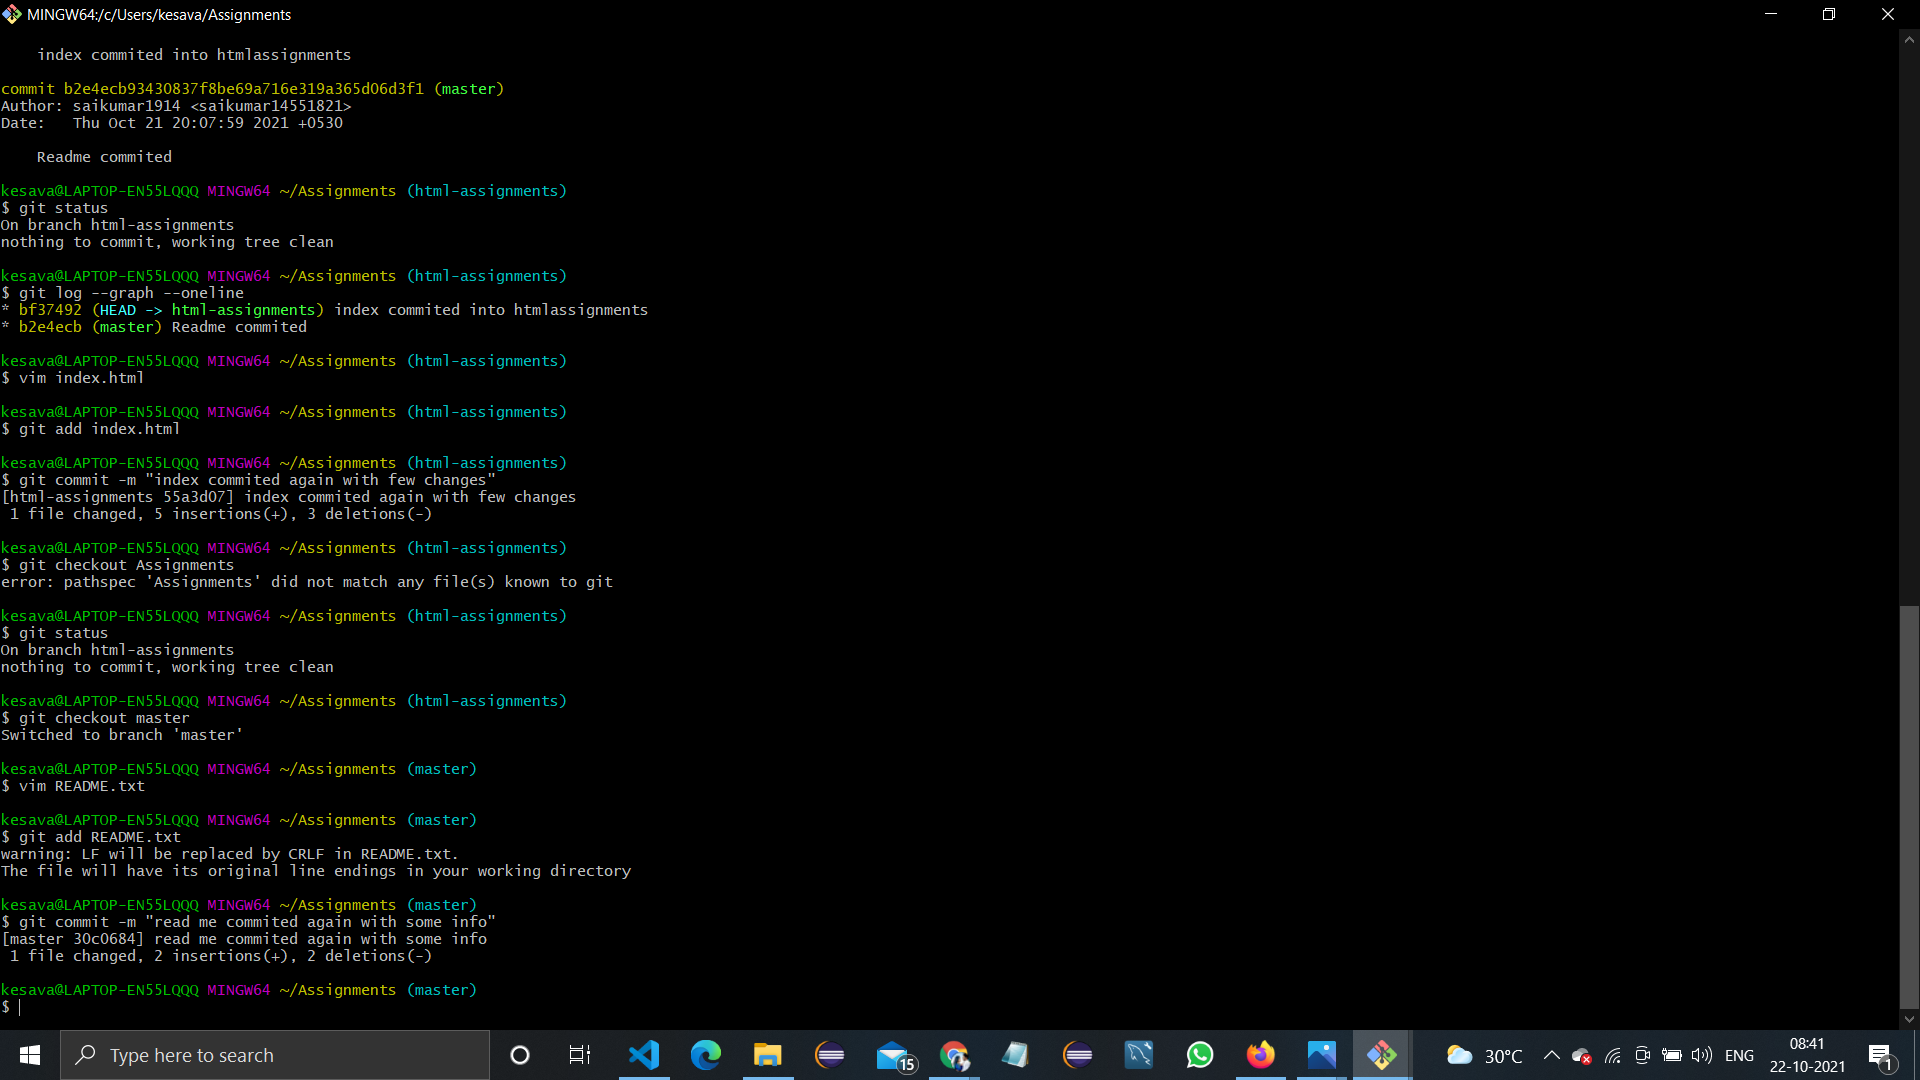 MINGW64:/c/Users/kesava/Assignments
    index commited into htmlassignments
commit b2e4ecb93430837f8be69a716e319a365d06d3f1 (master)
Author: saikumar1914 <saikumar14551821>
Date:   Thu Oct 21 20:07:59 2021 +0530
    Readme commited
kesava@LAPTOP-EN55LQQQ MINGW64 ~/Assignments (html-assignments)
$ git status
On branch html-assignments
nothing to commit, working tree clean
kesava@LAPTOP-EN55LQQQ MINGW64 ~/Assignments (html-assignments)
$ git log --graph --oneline
* bf37492 (HEAD -> html-assignments) index commited into htmlassignments
* b2e4ecb (master) Readme commited
kesava@LAPTOP-EN55LQQQ MINGW64 ~/Assignments (html-assignments)
$ vim index.html
kesava@LAPTOP-EN55LQQQ MINGW64 ~/Assignments (html-assignments)
$ git add index.html
kesava@LAPTOP-EN55LQQQ MINGW64 ~/Assignments (html-assignments)
$ git commit -m "index commited again with few changes"
[html-assignments 55a3d07] index commited again with few changes
 1 file changed, 5 insertions(+), 3 deletions(-)
kesava@LAPTOP-EN55LQQQ MINGW64 ~/Assignments (html-assignments)
$ git checkout Assignments
error: pathspec 'Assignments' did not match any file(s) known to git
kesava@LAPTOP-EN55LQQQ MINGW64 ~/Assignments (html-assignments)
$ git status
On branch html-assignments
nothing to commit, working tree clean
kesava@LAPTOP-EN55LQQQ MINGW64 ~/Assignments (html-assignments)
$ git checkout master
Switched to branch 'master'
kesava@LAPTOP-EN55LQQQ MINGW64 ~/Assignments (master)
$ vim README.txt
kesava@LAPTOP-EN55LQQQ MINGW64 ~/Assignments (master)
$ git add README.txt
warning: LF will be replaced by CRLF in README.txt.
The file will have its original line endings in your working directory
kesava@LAPTOP-EN55LQQQ MINGW64 ~/Assignments (master)
$ git commit -m "read me commited again with some info"
[master 30c0684] read me commited again with some info
 1 file changed, 2 insertions(+), 2 deletions(-)
kesava@LAPTOP-EN55LQQQ MINGW64 ~/Assignments (master)
$
Type here to search
15
30°C
ENG
08:41
22-10-2021
1